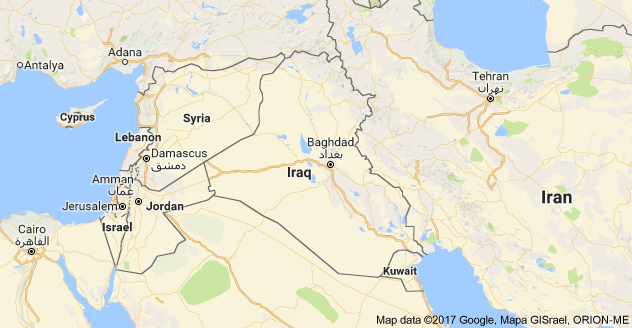 Adana
Antalya
Tehran
تهران
Cyprus
Syria
Lebanon
Baghdad
بغداد
Damascus
دمشق
Iraq
Amman
عمان
Jerusalem
Jordan
Iran
Israel
Cairo
القاهرة
Kuwait
Map data ©2017 Google, Mapa GISrael, ORION-ME